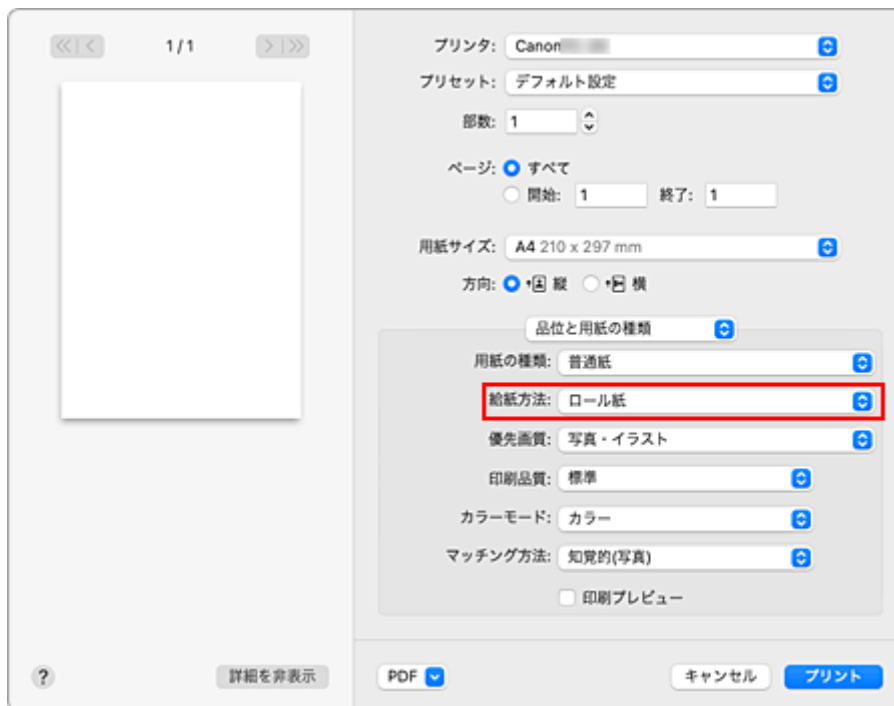 1 / 1
プリンタ: Canon
プリセット: デフォルト設定
部数: 1
ページ: すべて
開始: 1 終了: 1
用紙サイズ: A4 210 x 297 mm
方向: 縦 横
品位と用紙の種類
用紙の種類: 普通紙
給紙方法: ロール紙
優先画質: 写真・イラスト
印刷品質: 標準
カラーモード: カラー
マッチング方法: 知覚的(写真)
印刷プレビュー
? 詳細を非表示 PDF キャンセル プリント